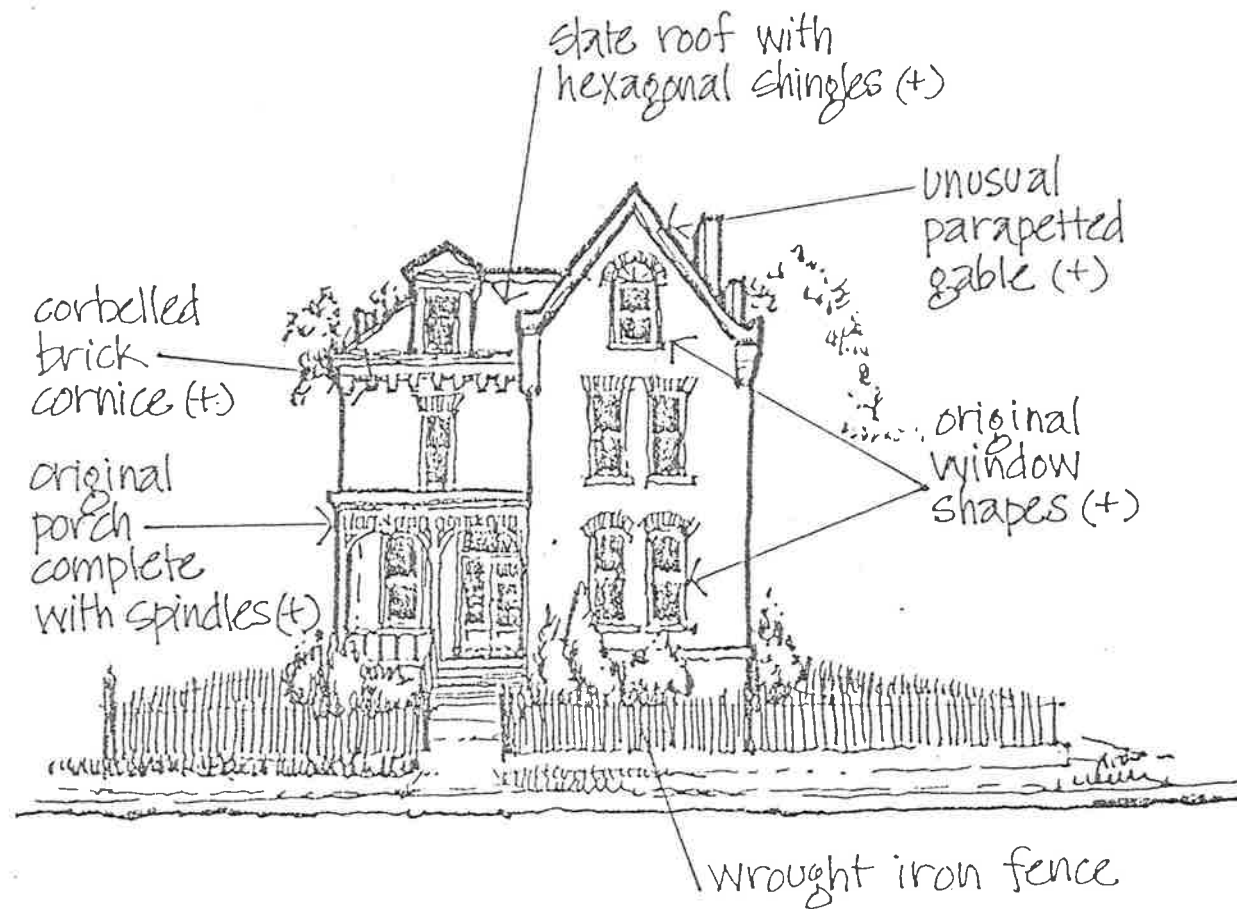 slate roof with
hexagonal shingles (+)
unusual
parapetted
gable (+)
corbelled
brick
cornice (+)
original
window
shapes (+)
original
porch
complete
with spindles (+)
wrought iron fence